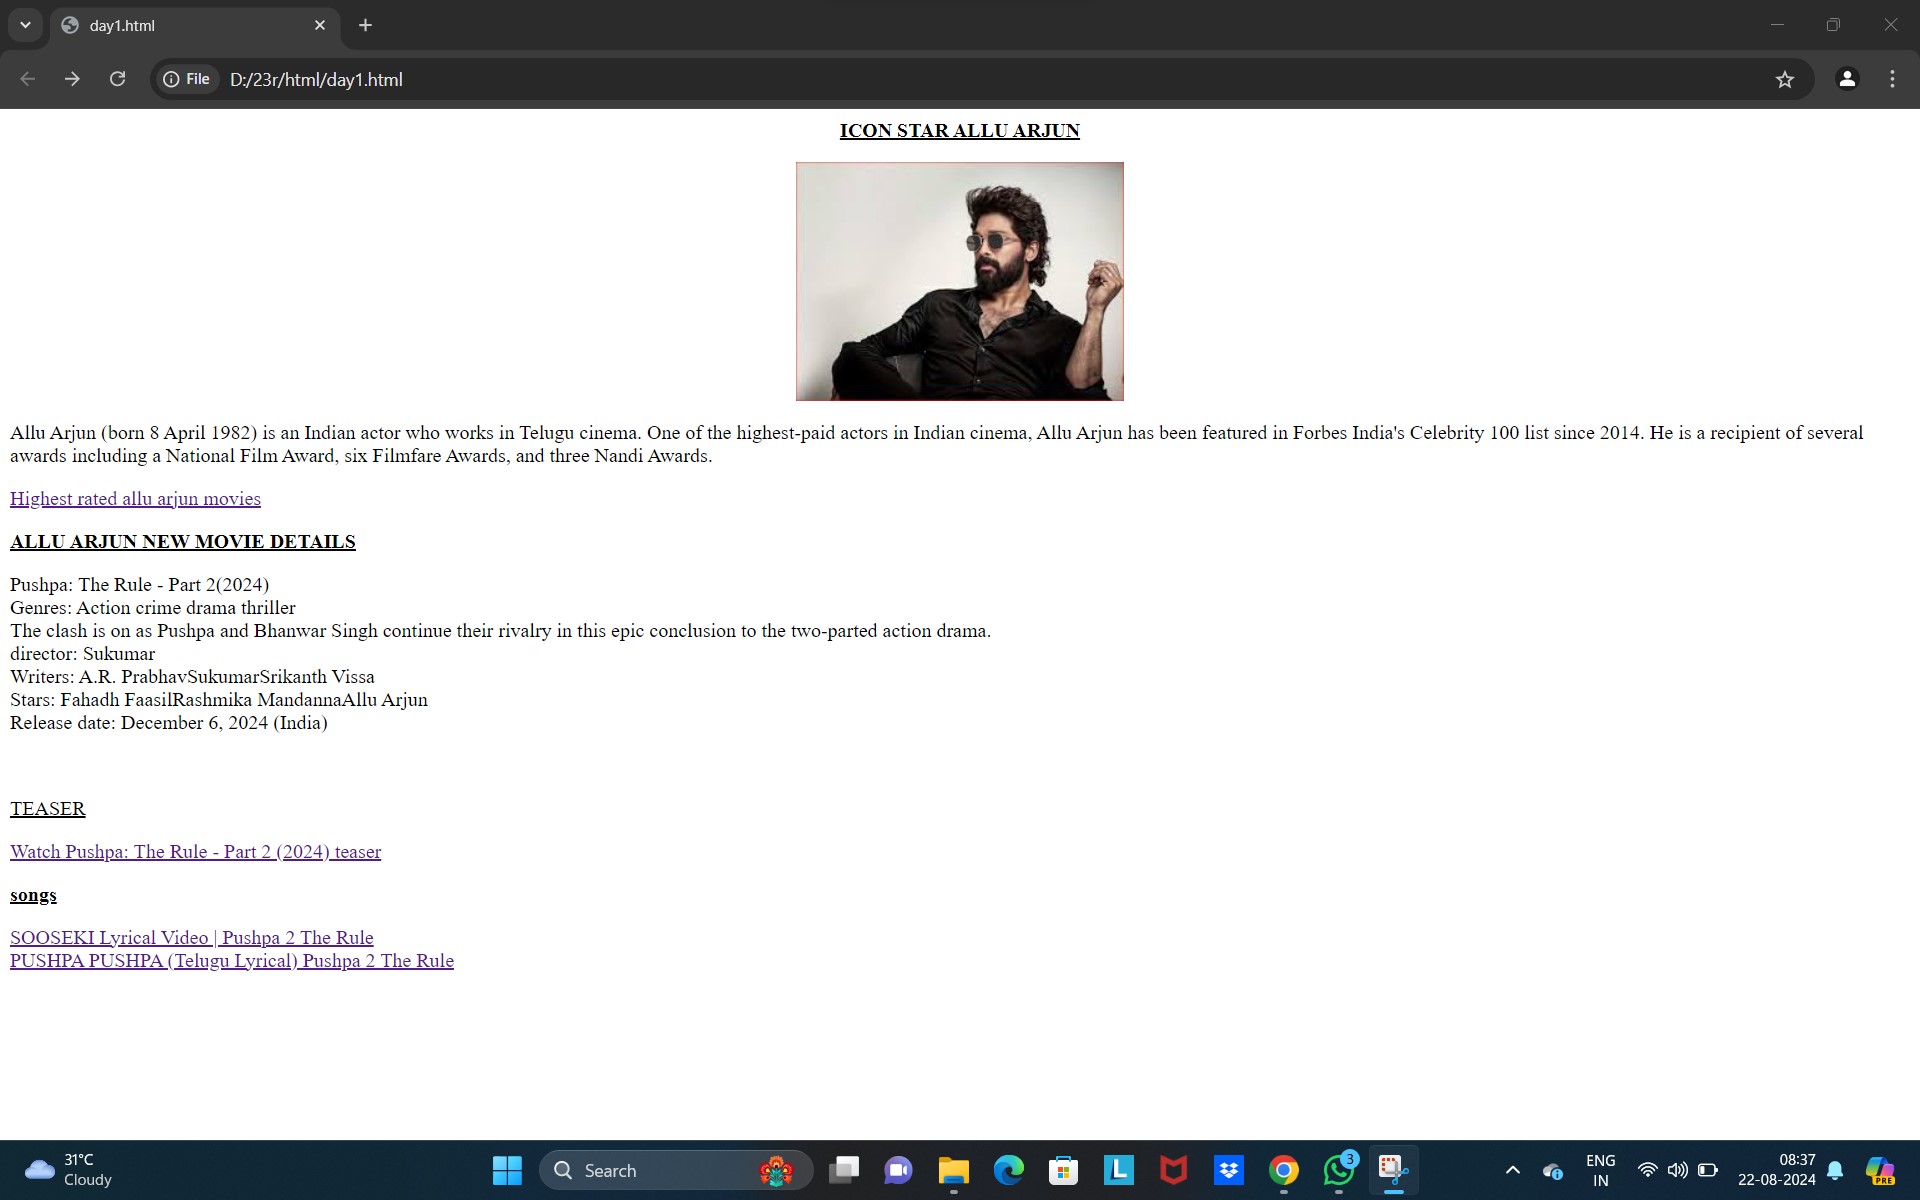 day1.html
File
D:/23r/html/day1.html
ICON STAR ALLU ARJUN
Allu Arjun (born 8 April 1982) is an Indian actor who works in Telugu cinema. One of the highest-paid actors in Indian cinema, Allu Arjun has been featured in Forbes India's Celebrity 100 list since 2014. He is a recipient of several
awards including a National Film Award, six Filmfare Awards, and three Nandi Awards.
Highest rated allu arjun movies
ALLU ARJUN NEW MOVIE DETAILS
Pushpa: The Rule - Part 2(2024)
Genres: Action crime drama thriller
The clash is on as Pushpa and Bhanwar Singh continue their rivalry in this epic conclusion to the two-parted action drama.
director: Sukumar
Writers: A.R. PrabhavSukumarSrikanth Vissa
Stars: Fahadh FaasilRashmika MandannaAllu Arjun
Release date: December 6, 2024 (India)
TEASER
Watch Pushpa: The Rule - Part 2 (2024) teaser
songs
SOOSEKI Lyrical Video | Pushpa 2 The Rule
PUSHPA PUSHPA (Telugu Lyrical) Pushpa 2 The Rule
31°C
Cloudy
Search
L
3
ENG
IN
08:37
22-08-2024
PRE